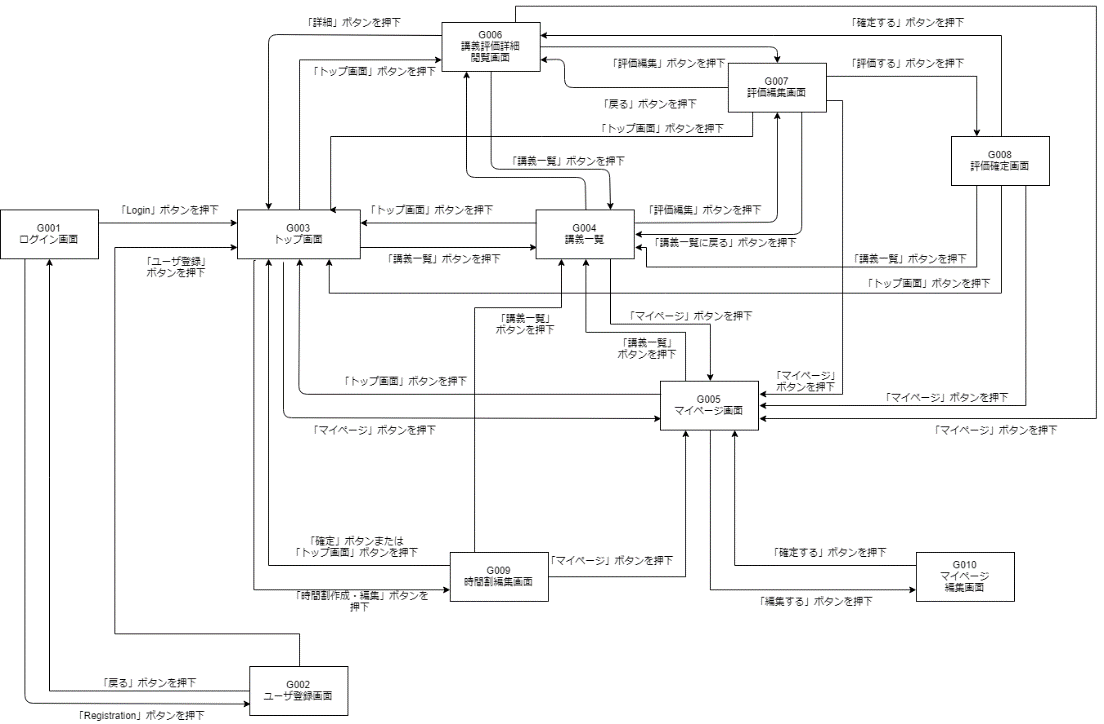 「詳細」ボタンを押下
G006
講義評価詳細
閲覧画面
「確定する」ボタンを押下
「トップ画面」ボタンを押下
「評価編集」ボタンを押下
「評価する」ボタンを押下
G007
評価編集画面
「戻る」ボタンを押下
「トップ画面」ボタンを押下
G008
評価確定画面
「講義一覧」ボタンを押下
「Login」ボタンを押下
「トップ画面」ボタンを押下
「評価編集」ボタンを押下
G001
ログイン画面
G003
トップ画面
G004
講義一覧
「講義一覧に戻る」ボタンを押下
「ユーザ登録」
ボタンを押下
「講義一覧」ボタンを押下
「講義一覧」ボタンを押下
「トップ画面」ボタンを押下
「講義一覧」
ボタンを押下
「マイページ」ボタンを押下
「講義一覧」
ボタンを押下
「トップ画面」ボタンを押下
「マイページ」
ボタンを押下
G005
マイページ画面
「マイページ」ボタンを押下
「マイページ」ボタンを押下
「マイページ」ボタンを押下
「確定」ボタンまたは
「トップ画面」ボタンを押下
「マイページ」ボタンを押下
「確定する」ボタンを押下
G009
時間割編集画面
G010
マイページ
編集画面
「時間割作成・編集」ボタンを
押下
「編集する」ボタンを押下
「戻る」ボタンを押下
G002
ユーザ登録画面
「Registration」ボタンを押下